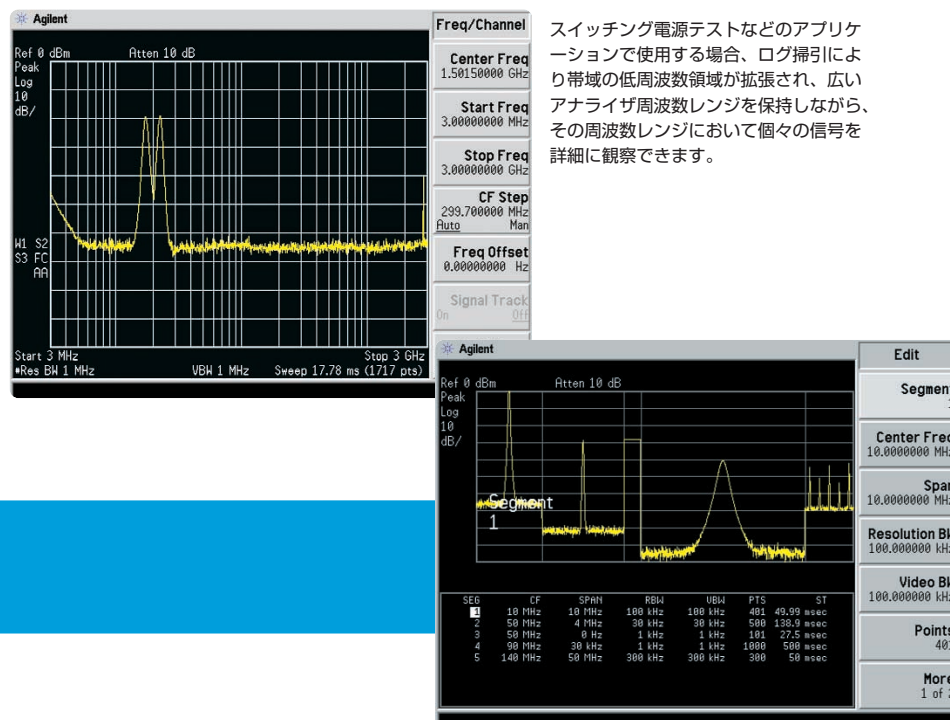 Agilent
Ref 0 dBm Atten 10 dB
Peak
Log
10
dB/
W1 S2
S3 FC
AA
Start 3 MHz Stop 3 GHz
•Res BW 1 MHz VBW 1 MHz Sweep 17.78 ms (1717 pts)
Freq/Channel
Center Freq
1.50150000 GHz
Start Freq
3.00000000 MHz
Stop Freq
3.00000000 GHz
CF Step
299.700000 MHz
Auto Man
Freq Offset
0.00000000 Hz
Signal Track
On Off
スイッチング電源テストなどのアプリケ
ーションで使用する場合、ログ掃引によ
り帯域の低周波数領域が拡張され、広い
アナライザ周波数レンジを保持しながら、
その周波数レンジにおいて個々の信号を
詳細に観察できます。
Agilent
Ref 0 dBm Atten 10 dB
Peak
Log
10
dB/
Segment
1
SEG CF SPAN RBW VBW PTS ST
1 10 MHz 10 MHz 100 kHz 100 kHz 401 49.99 msec
2 50 MHz 4 MHz 30 kHz 30 kHz 500 138.9 msec
3 50 MHz 0 Hz 1 kHz 1 kHz 101 27.5 msec
4 90 MHz 30 kHz 1 kHz 1 kHz 1000 500 msec
5 140 MHz 50 MHz 300 kHz 300 kHz 300 50 msec
Edit
Segment
1
Center Freq
10.0000000 MHz
Span
10.0000000 MHz
Resolution BW
100.000000 kHz
Video BW
100.000000 kHz
Points
401
More
1 of 2